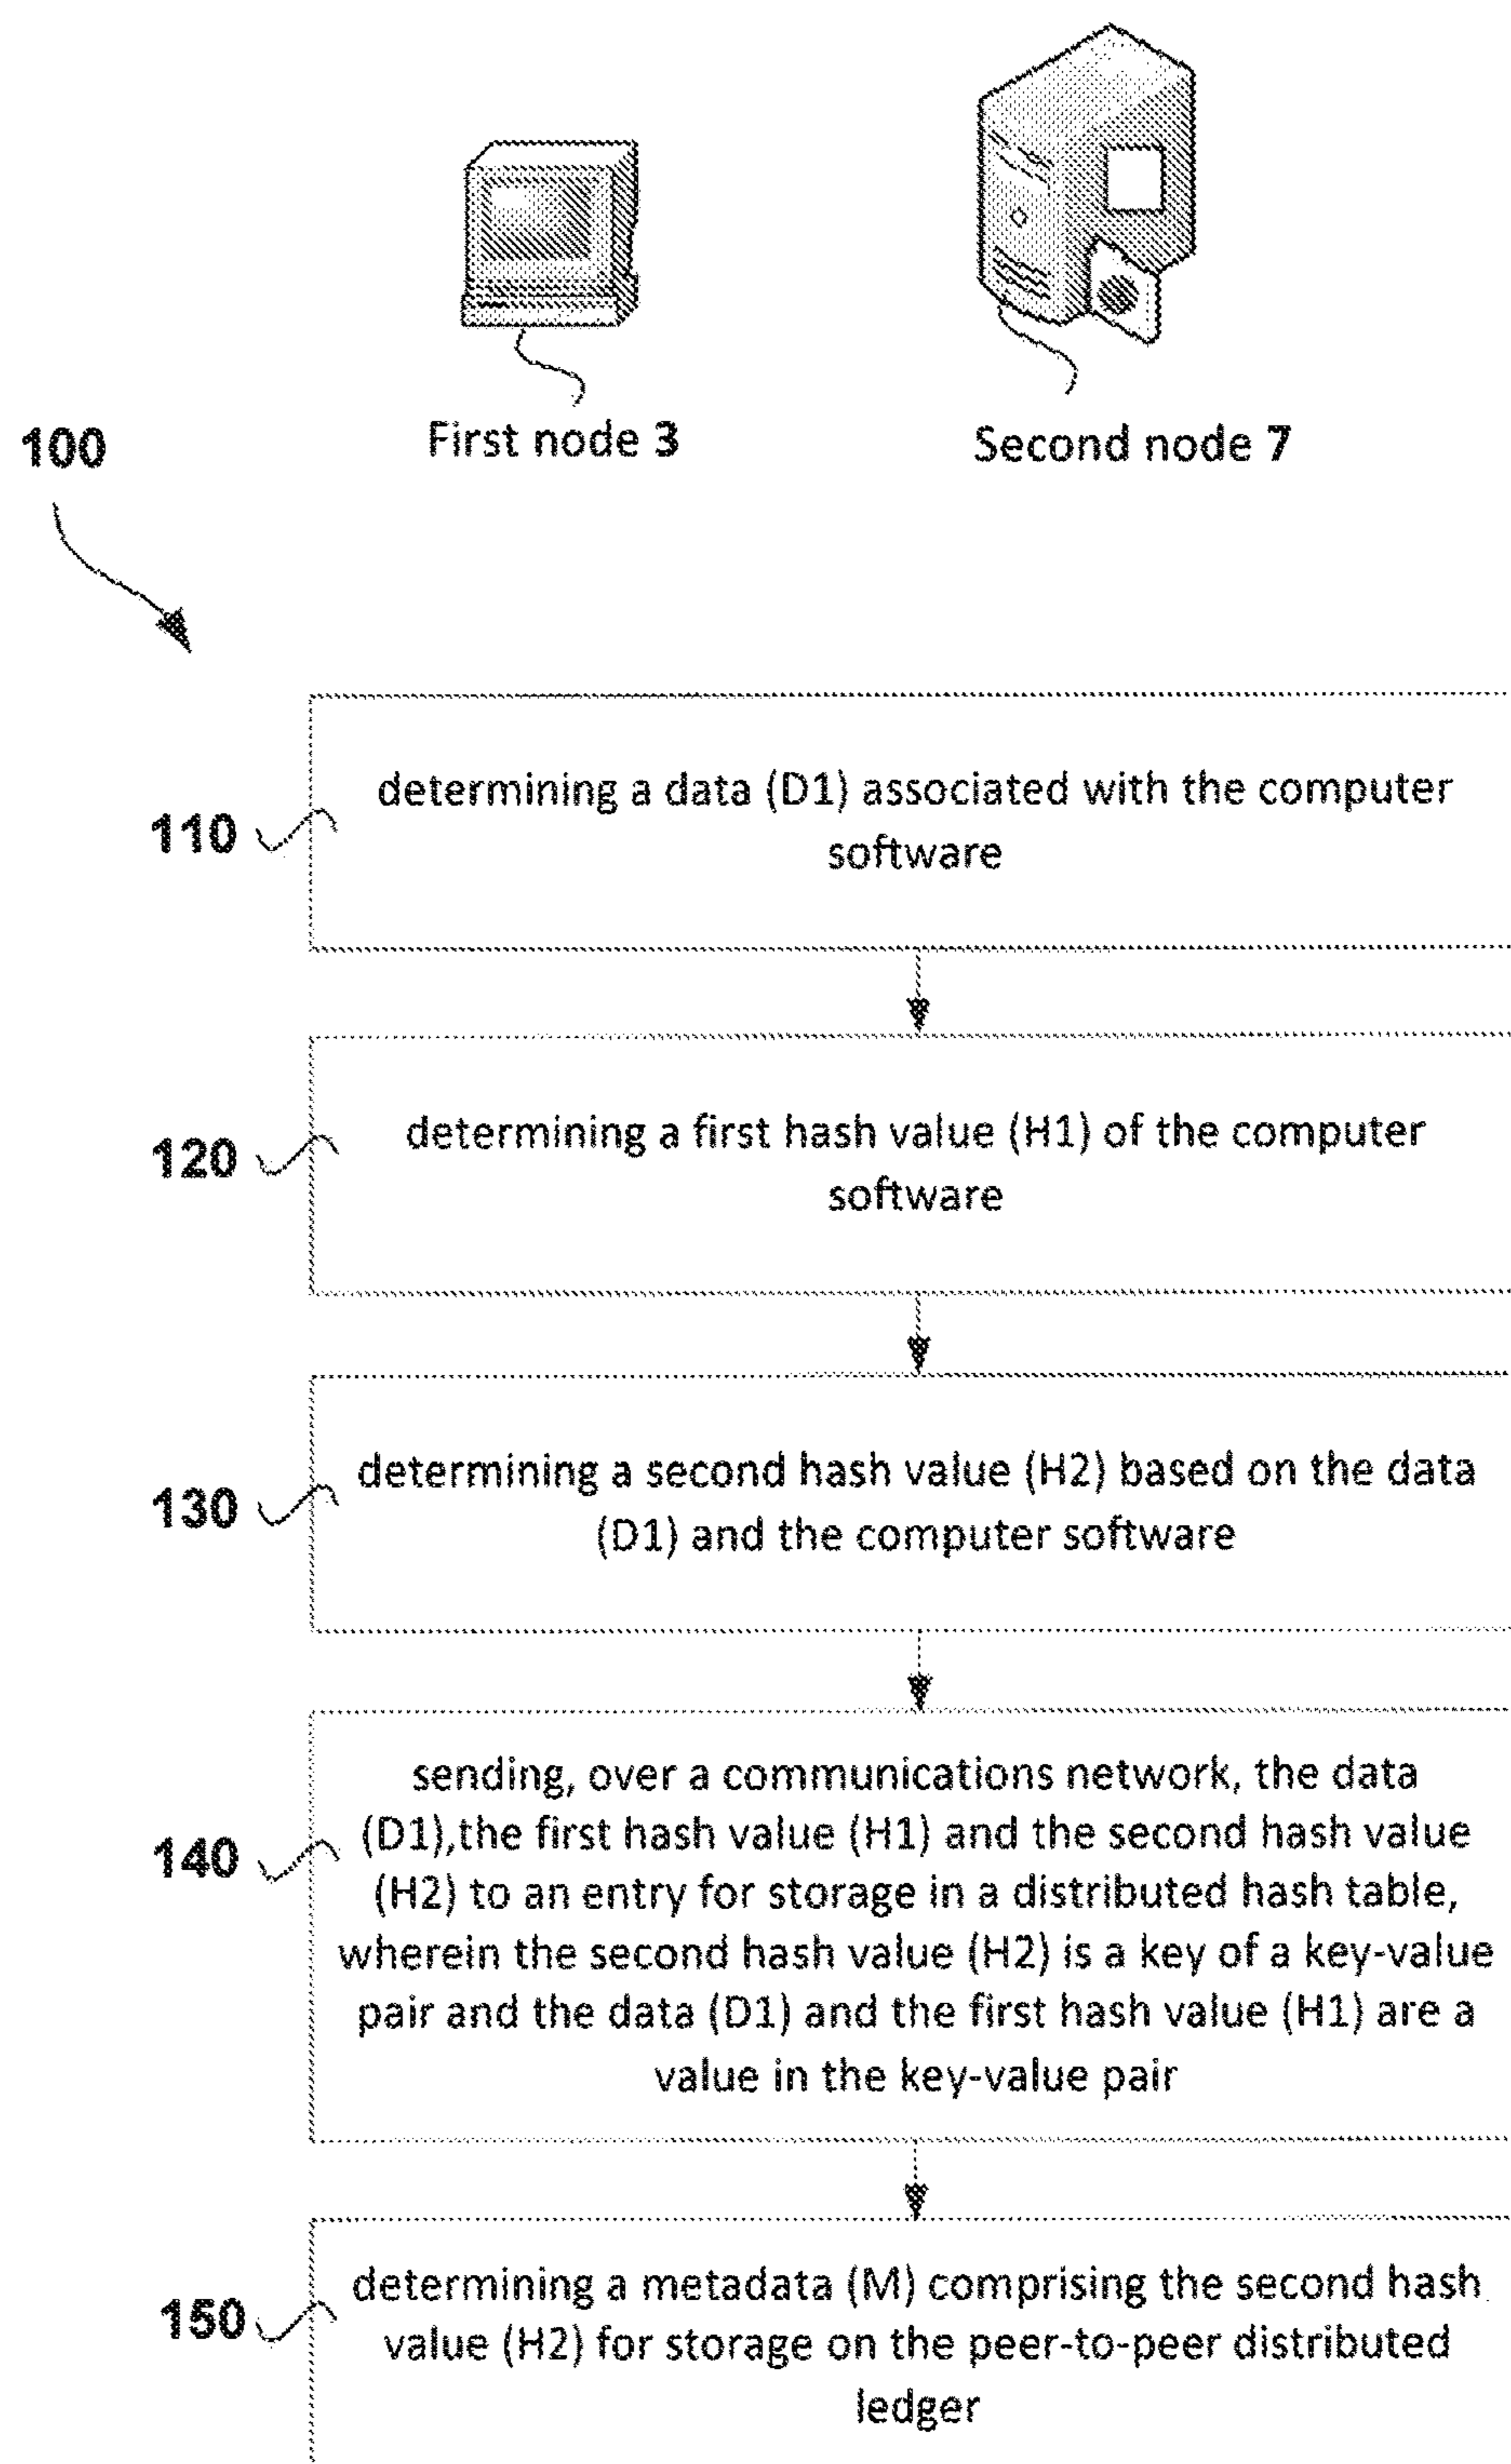 First node 3
Second node 7
100
110
determining a data (D1) associated with the computer
software
120
determining a first hash value (H1) of the computer
software
130
determining a second hash value (H2) based on the data
(D1) and the computer software
140
sending, over a communications network, the data
(D1),the first hash value (H1) and the second hash value
(H2) to an entry for storage in a distributed hash table,
wherein the second hash value (H2) is a key of a key-value
pair and the data (D1) and the first hash value (H1) are a
value in the key-value pair
150
determining a metadata (M) comprising the second hash
value (H2) for storage on the peer-to-peer distributed
ledger